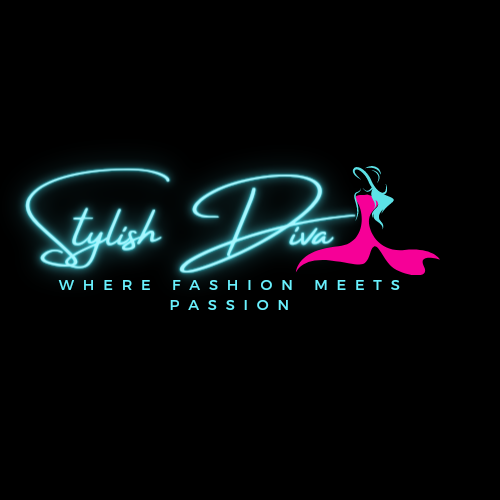 Stylish Diva
WHERE FASHION MEETS
PASSION